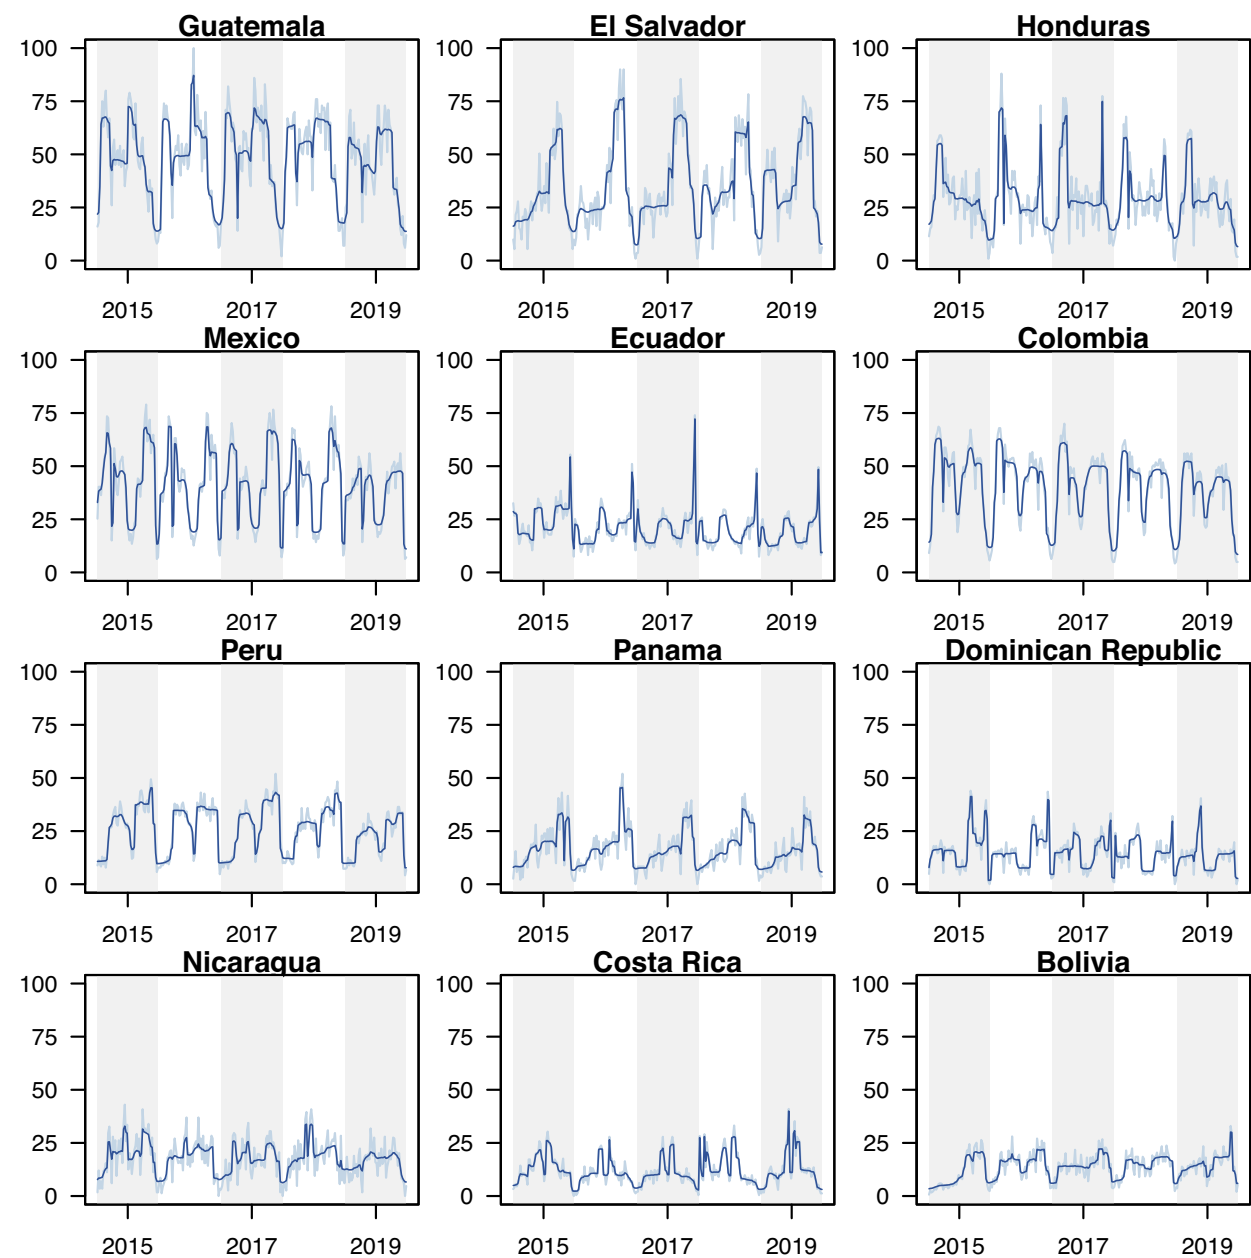 Guatemala El Salvador Honduras
100 100 100
75 75 75
50 50 50
25 25 25
0 0 0
2015 2017 2019 2015 2017 2019 2015 2017 2019
Mexico Ecuador Colombia
100 100 100
75 75 75
50 50 50
25 25 25
0 0 0
2015 2017 2019 2015 2017 2019 2015 2017 2019
Peru Panama Dominican Republic
100 100 100
75 75 75
50 50 50
25 25 25
0 0 0
2015 2017 2019 2015 2017 2019 2015 2017 2019
Nicaragua Costa Rica Bolivia
100 100 100
75 75 75
50 50 50
25 25 25
0 0 0
2015 2017 2019 2015 2017 2019 2015 2017 2019